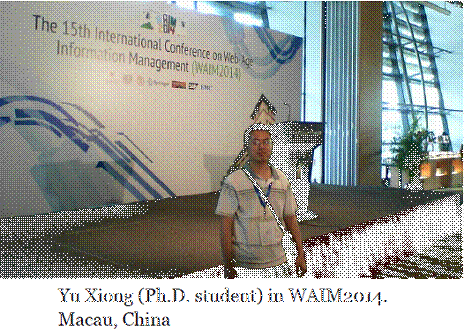 The 15th International Conference on Web-Age
Information Management (WAIM2014)
Yu Xiong (Ph.D. student) in WAIM2014.
Macau, China